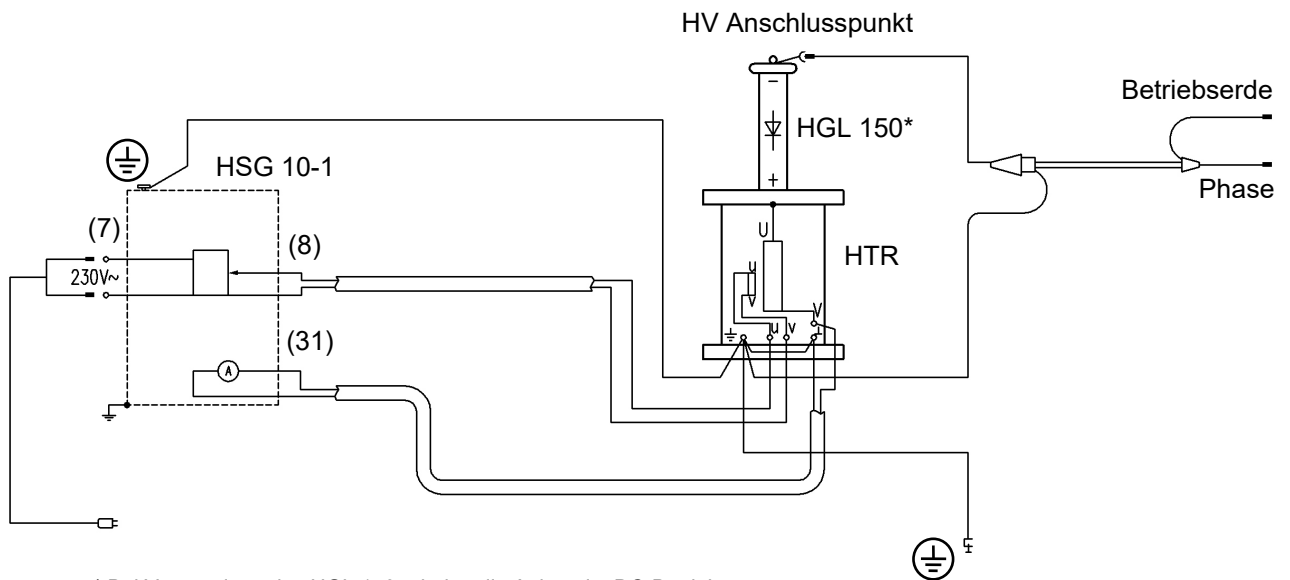 HV Anschlusspunkt
Betriebserde
−
HGL 150*
HSG 10-1
+
Phase
(7)
(8)
U
HTR
230V~
u
v
V
u v
(31)
A